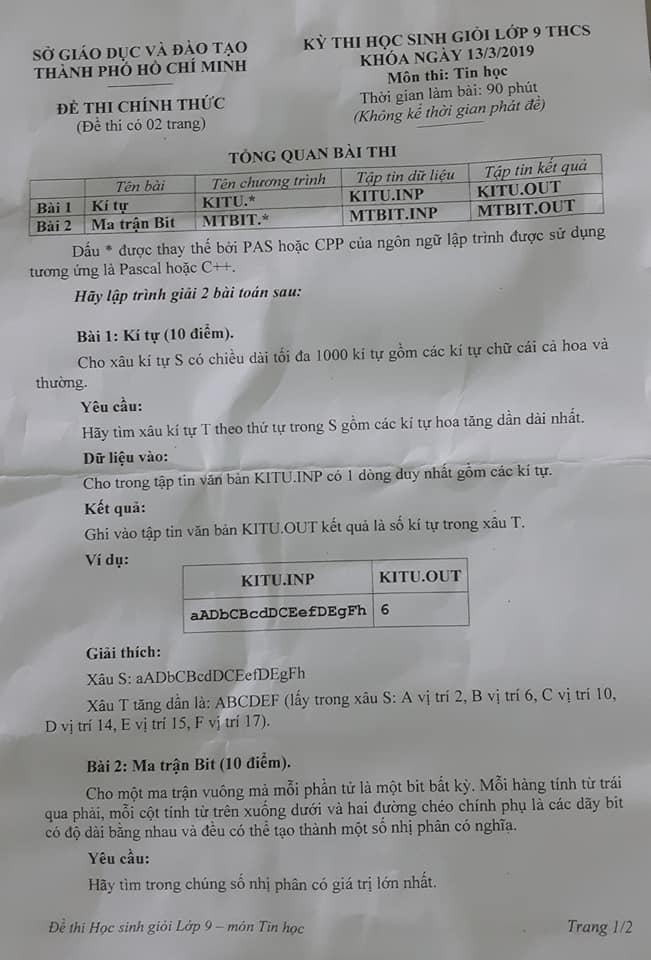 SỞ GIÁO DỤC VÀ ĐÀO TẠO
THÀNH PHỐ HỒ CHÍ MINH
ĐỀ THI CHÍNH THỨC
(Đề thi có 02 trang)
KỲ THI HỌC SINH GIỎI LỚP 9 THCS
KHÓA NGÀY 13/3/2019
Môn thi: Tin học
Thời gian làm bài: 90 phút
(Không kể thời gian phát đề)
TỔNG QUAN BÀI THI
Tên bài Tên chương trình Tập tin dữ liệu Tập tin kết quả
Bài 1 Kí tự KITU.* KITU.INP KITU.OUT
Bài 2 Ma trận Bit MTBIT.* MTBIT.INP MTBIT.OUT
Dấu * được thay thế bởi PAS hoặc CPP của ngôn ngữ lập trình được sử dụng
tương ứng là Pascal hoặc C++.
Hãy lập trình giải 2 bài toán sau:
Bài 1: Kí tự (10 điểm).
Cho xâu kí tự S có chiều dài tối đa 1000 kí tự gồm các kí tự chữ cái cả hoa và
thường.
Yêu cầu:
Hãy tìm xâu kí tự T theo thứ tự trong S gồm các kí tự hoa tăng dần dài nhất.
Dữ liệu vào:
Cho trong tập tin văn bản KITU.INP có 1 dòng duy nhất gồm các kí tự.
Kết quả:
Ghi vào tập tin văn bản KITU.OUT kết quả là số kí tự trong xâu T.
Ví dụ:
KITU.INP KITU.OUT
aADbCBcdDCEefDEgFh 6
Giải thích:
Xâu S: aADbCBcdDCEefDEgFh
Xâu T tăng dần là: ABCDEF (lấy trong xâu S: A vị trí 2, B vị trí 6, C vị trí 10,
D vị trí 14, E vị trí 15, F vị trí 17).
Bài 2: Ma trận Bit (10 điểm).
Cho một ma trận vuông mà mỗi phần tử là một bit bất kỳ. Mỗi hàng tính từ trái
qua phải, mỗi cột tính từ trên xuống dưới và hai đường chéo chính phụ là các dãy bit
có độ dài bằng nhau và đều có thể tạo thành một số nhị phân có nghĩa.
Yêu cầu:
Hãy tìm trong chúng số nhị phân có giá trị lớn nhất.
Đề thi Học sinh giỏi Lớp 9 – môn Tin học Trang 1/2